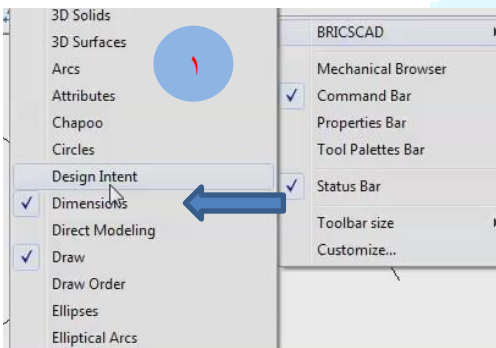 3D Solids
3D Surfaces
Arcs
Attributes
Chapoo
Circles
Design Intent
Dimensions
Direct Modeling
Draw
Draw Order
Ellipses
Elliptical Arcs
١
BRICSCAD
Mechanical Browser
Command Bar
Properties Bar
Tool Palettes Bar
Status Bar
Toolbar size
Customize...